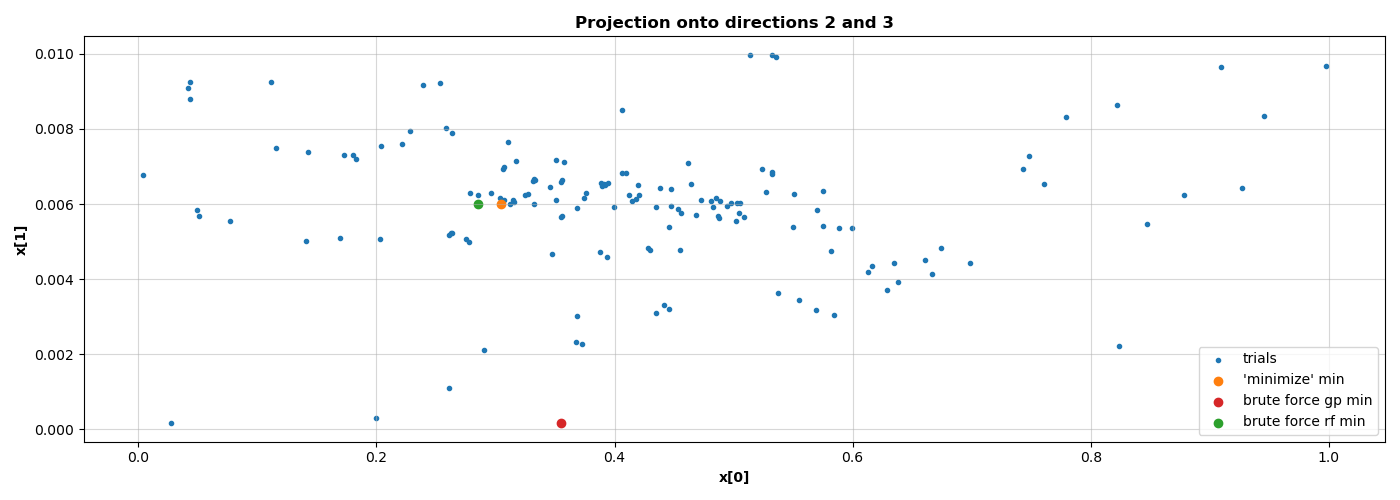 Projection onto directions 2 and 3
0.010
0.008
0.006
0.004
0.002
0.000
x[1]
0.0 0.2 0.4 0.6 0.8 1.0
x[0]
trials
'minimize' min
brute force gp min
brute force rf min